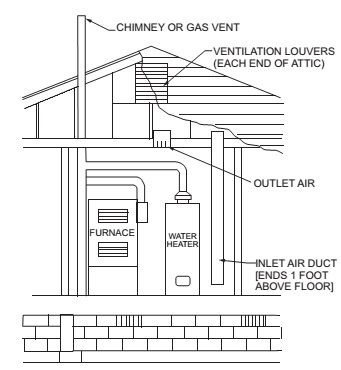 CHIMNEY OR GAS VENT
VENTILATION LOUVERS
(EACH END OF ATTIC)
OUTLET AIR
FURNACE
WATER
HEATER
INLET AIR DUCT
[ENDS 1 FOOT
ABOVE FLOOR]